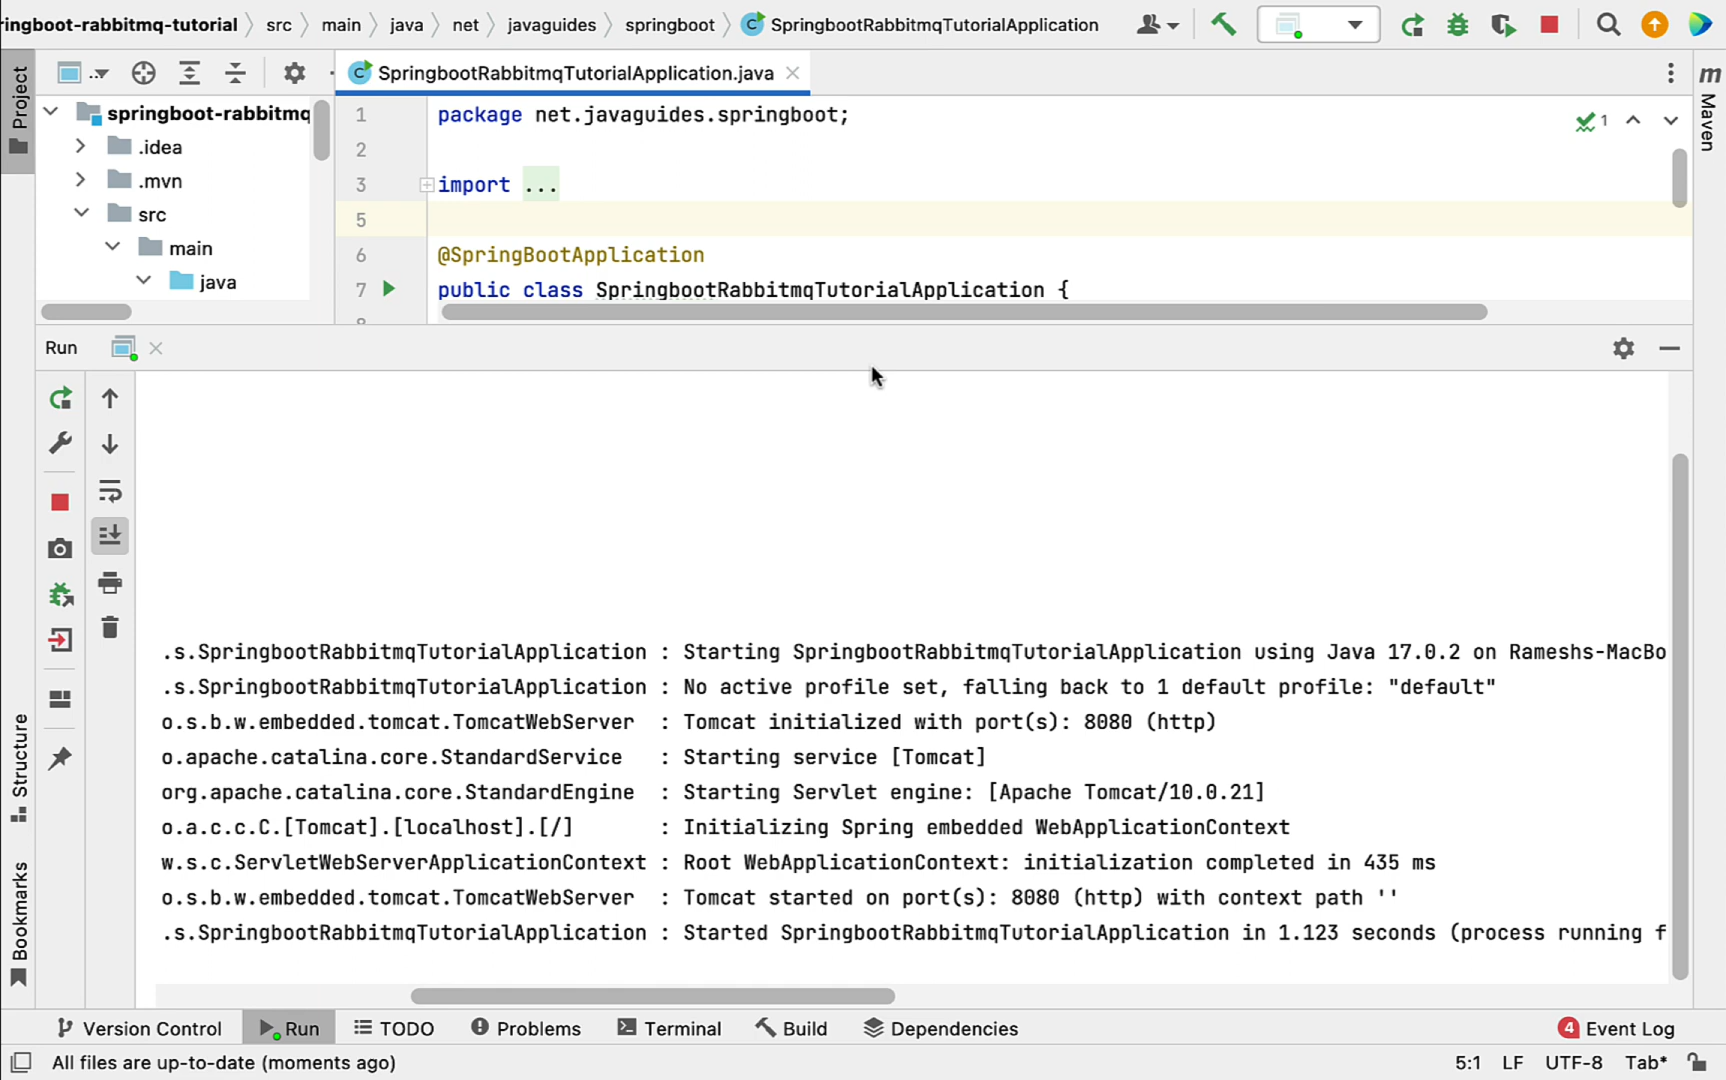 ringboot-rabbitmq-tutorial src main java net javaguides springboot SpringbootRabbitmqTutorialApplication
Project
SpringbootRabbitmqTutorialApplication.java
m Maven
springboot-rabbitmq
.idea
.mvn
src
main
java
1 package net.javaguides.springboot;
1
2
3 import ...
5
6 @SpringBootApplication
7 public class SpringbootRabbitmqTutorialApplication {
8
Run
.s.SpringbootRabbitmqTutorialApplication : Starting SpringbootRabbitmqTutorialApplication using Java 17.0.2 on Rameshs-MacBo
.s.SpringbootRabbitmqTutorialApplication : No active profile set, falling back to 1 default profile: "default"
o.s.b.w.embedded.tomcat.TomcatWebServer : Tomcat initialized with port(s): 8080 (http)
o.apache.catalina.core.StandardService : Starting service [Tomcat]
org.apache.catalina.core.StandardEngine : Starting Servlet engine: [Apache Tomcat/10.0.21]
o.a.c.c.C.[Tomcat].[localhost].[/] : Initializing Spring embedded WebApplicationContext
w.s.c.ServletWebServerApplicationContext : Root WebApplicationContext: initialization completed in 435 ms
o.s.b.w.embedded.tomcat.TomcatWebServer : Tomcat started on port(s): 8080 (http) with context path ''
.s.SpringbootRabbitmqTutorialApplication : Started SpringbootRabbitmqTutorialApplication in 1.123 seconds (process running f
Structure
Bookmarks
Version Control Run TODO Problems Terminal Build Dependencies 4 Event Log
All files are up-to-date (moments ago) 5:1 LF UTF-8 Tab*